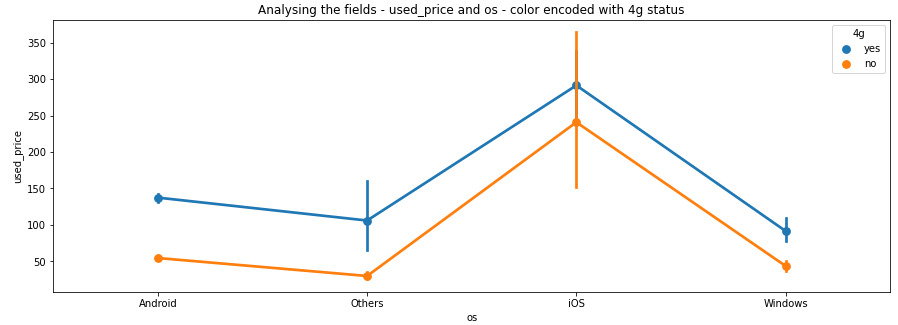 Analysing the fields - used_price and os - color encoded with 4g status
4g
yes
no
350
300
250
200
150
100
50
used_price
Android
Others
iOS
Windows
os